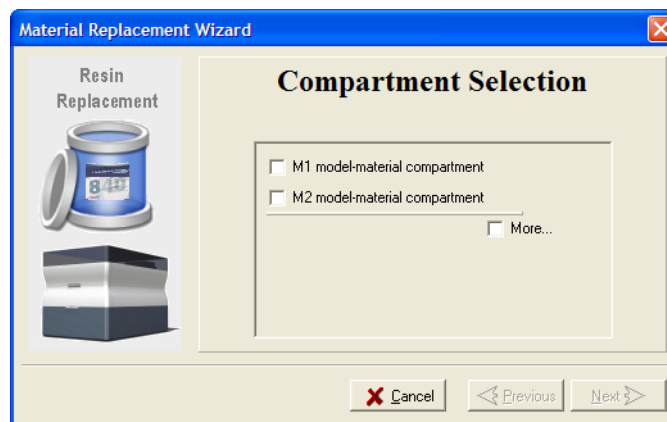 Material Replacement Wizard
Resin
Replacement
Compartment Selection
840
M1 model-material compartment
M2 model-material compartment
More...
Cancel
Previous
Next